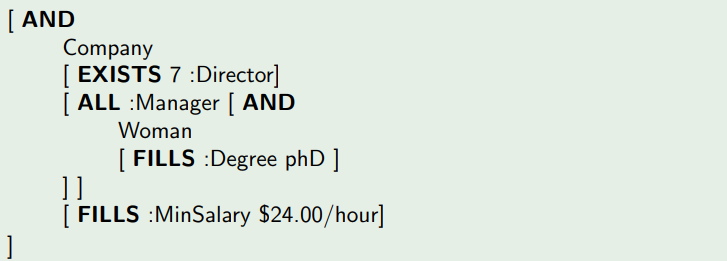 [ AND
Company
[ EXISTS 7 :Director]
[ ALL :Manager [ AND
Woman
[ FILLS :Degree phD ]
] ]
[ FILLS :MinSalary $24.00/hour]
]